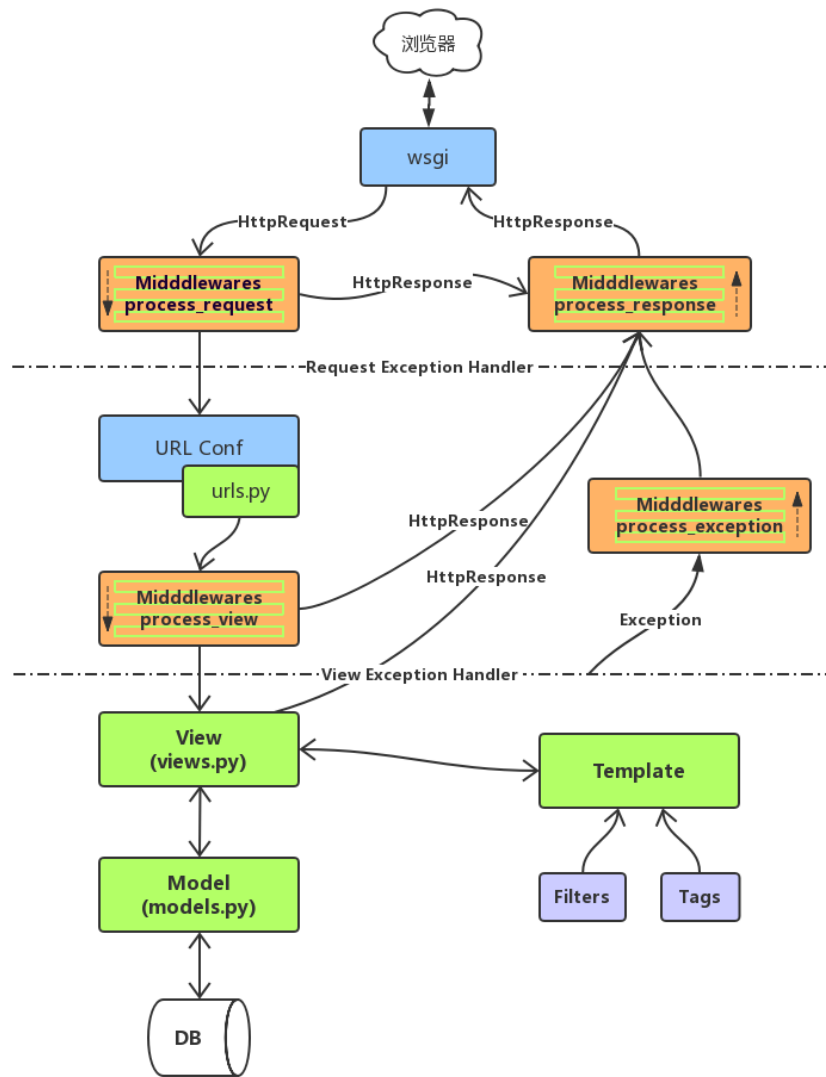 浏览器
wsgi
HttpRequest
HttpResponse
Midddlewares
process_request
HttpResponse
Midddlewares
process_response
Request Exception Handler
URL Conf
urls.py
Midddlewares
process_exception
HttpResponse
HttpResponse
Midddlewares
process_view
Exception
View Exception Handler
View
(views.py)
Template
Model
(models.py)
Filters
Tags
DB